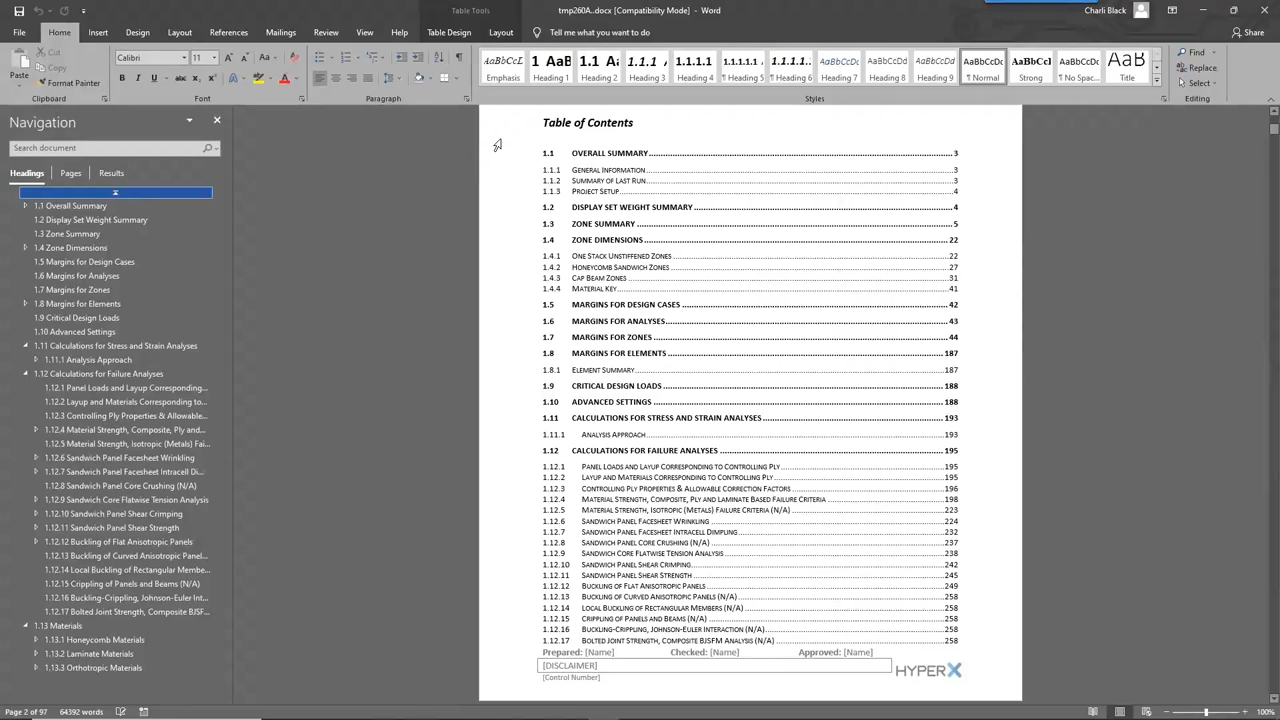 Table Tools
tmp260A..docx [Compatibility Mode] - Word
Charli Black
File Home Insert Design Layout References Mailings Review View Help Table Design Layout Tell me what you want to do Share
Paste
Cut
Copy
Format Painter
Clipboard
Calibri 11
Font
Paragraph
AaBbCcL 1 AaB 1.1 AaB 1.1.1 A 1.1.1.1 1.1.1.1.1 1.1.1.1.. AaBbCcDc AaBbCcDc AaBbCcDc AaBbCcDc AaBbCcI AaBbCcDc AaB
Emphasis Heading 1 Heading 2 Heading 3 Heading 4 ¶ Heading 5 ¶ Heading 6 Heading 7 Heading 8 Heading 9 ¶ Normal Strong ¶ No Spac... Title
Styles
Find
Replace
Select
Editing
Navigation
Search document
Headings Pages Results
1.1 Overall Summary
1.2 Display Set Weight Summary
1.3 Zone Summary
1.4 Zone Dimensions
1.5 Margins for Design Cases
1.6 Margins for Analyses
1.7 Margins for Zones
1.8 Margins for Elements
1.9 Critical Design Loads
1.10 Advanced Settings
1.11 Calculations for Stress and Strain Analyses
1.11.1 Analysis Approach
1.12 Calculations for Failure Analyses
1.12.1 Panel Loads and Layup Corresponding...
1.12.2 Layup and Materials Corresponding to...
1.12.3 Controlling Ply Properties & Allowable...
1.12.4 Material Strength, Composite, Ply and...
1.12.5 Material Strength, Isotropic (Metals) Fai...
1.12.6 Sandwich Panel Facesheet Wrinkling
1.12.7 Sandwich Panel Facesheet Intracell Di...
1.12.8 Sandwich Panel Core Crushing (N/A)
1.12.9 Sandwich Core Flatwise Tension Analysis
1.12.10 Sandwich Panel Shear Crimping
1.12.11 Sandwich Panel Shear Strength
1.12.12 Buckling of Flat Anisotropic Panels
1.12.13 Buckling of Curved Anisotropic Panel...
1.12.14 Local Buckling of Rectangular Membe...
1.12.15 Crippling of Panels and Beams (N/A)
1.12.16 Buckling-Crippling, Johnson-Euler Int...
1.12.17 Bolted Joint Strength, Composite BJSF...
1.13 Materials
1.13.1 Honeycomb Materials
1.13.2 Laminate Materials
1.13.3 Orthotropic Materials
Table of Contents
1.1 OVERALL SUMMARY 3
1.1.1 GENERAL INFORMATION 3
1.1.2 SUMMARY OF LAST RUN 3
1.1.3 PROJECT SETUP 4
1.2 DISPLAY SET WEIGHT SUMMARY 4
1.3 ZONE SUMMARY 5
1.4 ZONE DIMENSIONS 22
1.4.1 ONE STACK UNSTIFFENED ZONES 22
1.4.2 HONEYCOMB SANDWICH ZONES 27
1.4.3 CAP BEAM ZONES 31
1.4.4 MATERIAL KEY 41
1.5 MARGINS FOR DESIGN CASES 42
1.6 MARGINS FOR ANALYSES 43
1.7 MARGINS FOR ZONES 44
1.8 MARGINS FOR ELEMENTS 187
1.8.1 ELEMENT SUMMARY 187
1.9 CRITICAL DESIGN LOADS 188
1.10 ADVANCED SETTINGS 188
1.11 CALCULATIONS FOR STRESS AND STRAIN ANALYSES 193
1.11.1 ANALYSIS APPROACH 193
1.12 CALCULATIONS FOR FAILURE ANALYSES 195
1.12.1 PANEL LOADS AND LAYUP CORRESPONDING TO CONTROLLING PLY 195
1.12.2 LAYUP AND MATERIALS CORRESPONDING TO CONTROLLING PLY 195
1.12.3 CONTROLLING PLY PROPERTIES & ALLOWABLE CORRECTION FACTORS 196
1.12.4 MATERIAL STRENGTH, COMPOSITE, PLY AND LAMINATE BASED FAILURE CRITERIA 198
1.12.5 MATERIAL STRENGTH, ISOTROPIC (METALS) FAILURE CRITERIA (N/A) 223
1.12.6 SANDWICH PANEL FACESHEET WRINKLING 224
1.12.7 SANDWICH PANEL FACESHEET INTRACELL DIMPLING 232
1.12.8 SANDWICH PANEL CORE CRUSHING (N/A) 237
1.12.9 SANDWICH CORE FLATWISE TENSION ANALYSIS 238
1.12.10 SANDWICH PANEL SHEAR CRIMPING 242
1.12.11 SANDWICH PANEL SHEAR STRENGTH 245
1.12.12 BUCKLING OF FLAT ANISOTROPIC PANELS 249
1.12.13 BUCKLING OF CURVED ANISOTROPIC PANELS (N/A) 258
1.12.14 LOCAL BUCKLING OF RECTANGULAR MEMBERS (N/A) 258
1.12.15 CRIPPLING OF PANELS AND BEAMS (N/A) 258
1.12.16 BUCKLING-CRIPPLING, JOHNSON-EULER INTERACTION (N/A) 258
1.12.17 BOLTED JOINT STRENGTH, COMPOSITE BJSFM ANALYSIS (N/A) 258
Prepared: [Name] Checked: [Name] Approved: [Name]
[DISCLAIMER]
HYPERX
[Control Number]
Page 2 of 97 64392 words 100%